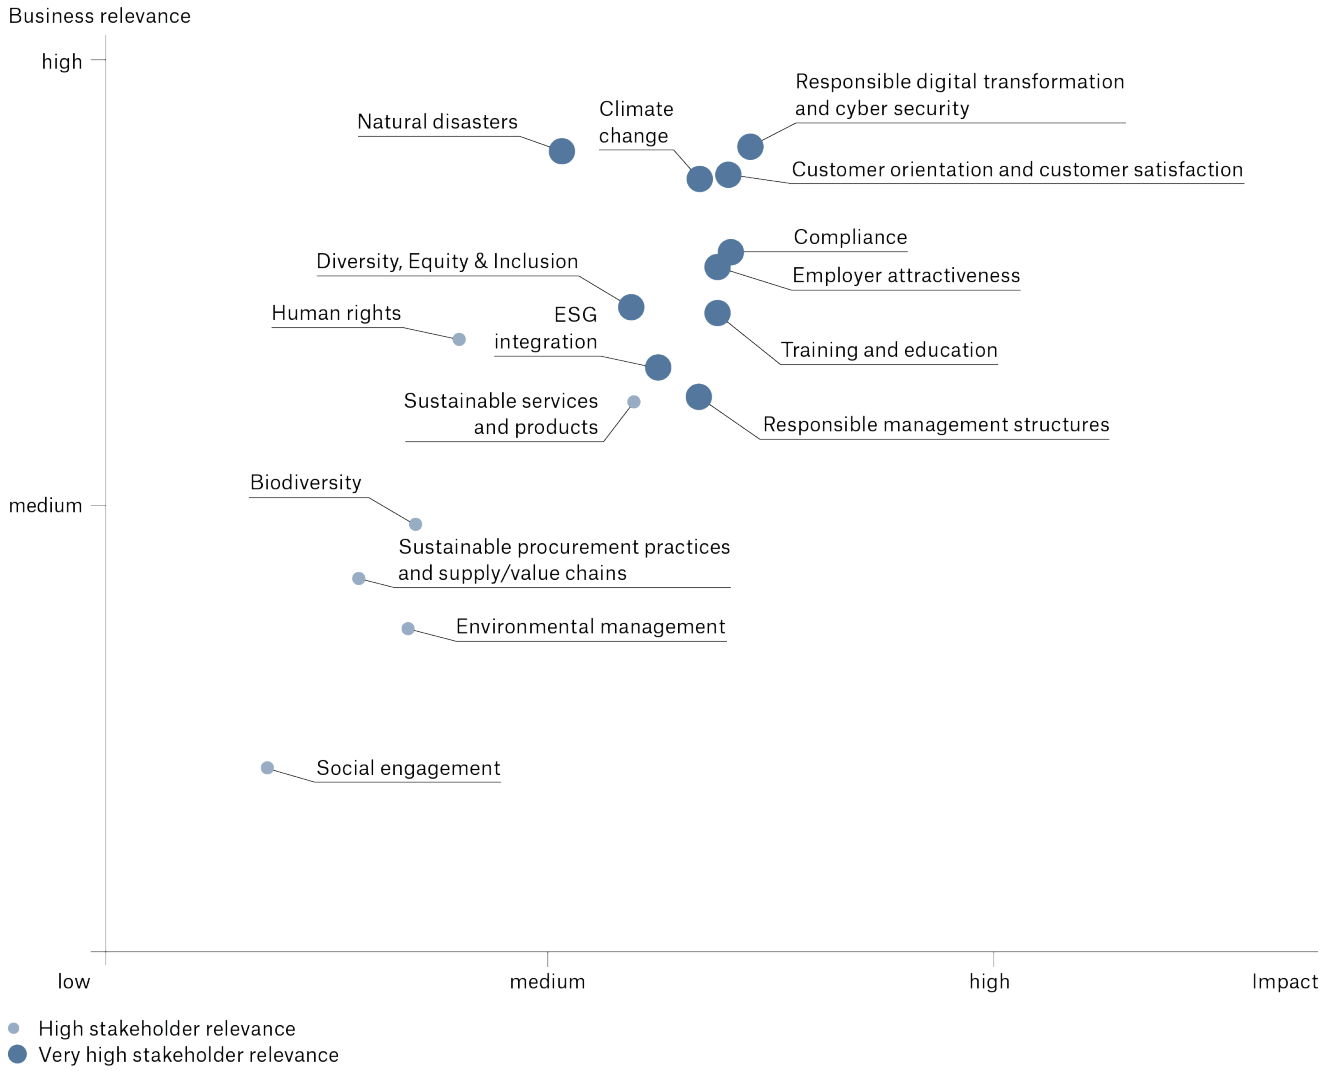 Business relevance
high
Responsible digital transformation
and cyber security
Climate
change
Natural disasters
Customer orientation and customer satisfaction
Compliance
Diversity, Equity & Inclusion
Employer attractiveness
Human rights
ESG
integration
Training and education
Sustainable services
and products
Responsible management structures
Biodiversity
medium
Sustainable procurement practices
and supply/value chains
Environmental management
Social engagement
low
medium
high
Impact
High stakeholder relevance
Very high stakeholder relevance